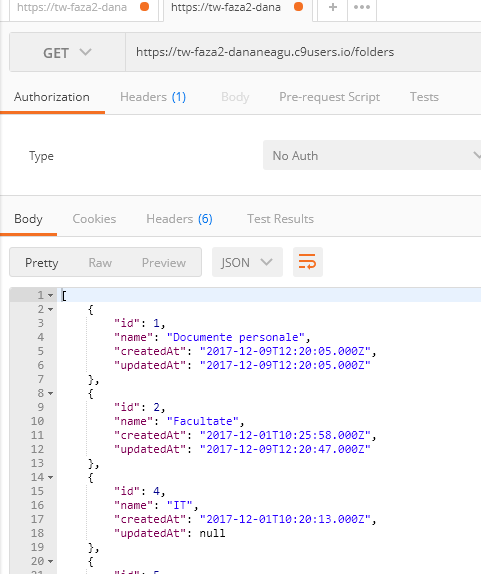 https://tw-faza2-dana https://tw-faza2-dana + •••
GET https://tw-faza2-dananeagu.c9users.io/folders
Authorization Headers (1) Body Pre-request Script Tests
Type No Auth
Body Cookies Headers (6) Test Results
Pretty Raw Preview JSON
1 [
2 {
3 "id": 1,
4 "name": "Documente personale",
5 "createdAt": "2017-12-09T12:20:05.000Z",
6 "updatedAt": "2017-12-09T12:20:05.000Z"
7 },
8 {
9 "id": 2,
10 "name": "Facultate",
11 "createdAt": "2017-12-01T10:25:58.000Z",
12 "updatedAt": "2017-12-09T12:20:47.000Z"
13 },
14 {
15 "id": 4,
16 "name": "IT",
17 "createdAt": "2017-12-01T10:20:13.000Z",
18 "updatedAt": null
19 },
20 {